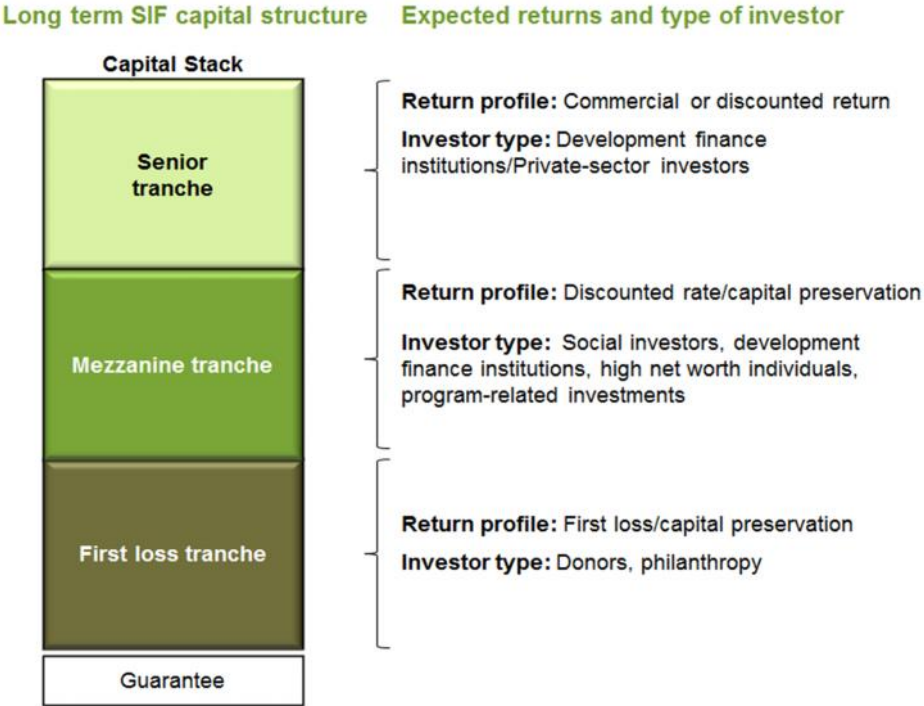 Long term SIF capital structure
Expected returns and type of investor
Capital Stack
Senior
tranche
Return profile: Commercial or discounted return
Investor type: Development finance
institutions/Private-sector investors
Mezzanine tranche
Return profile: Discounted rate/capital preservation
Investor type: Social investors, development
finance institutions, high net worth individuals,
program-related investments
First loss tranche
Return profile: First loss/capital preservation
Investor type: Donors, philanthropy
Guarantee